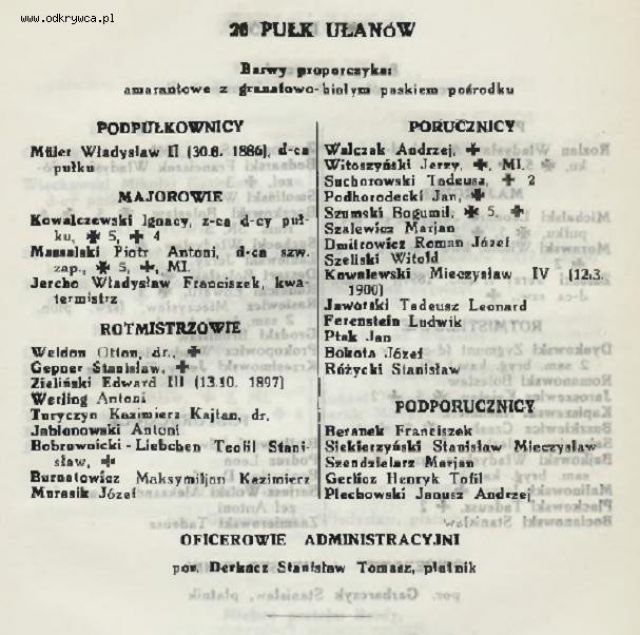 www.odkrywca.pl
26 PUŁK UŁANÓW
Barwy proporczyka:
amarantowe z granatowo-białym paskiem pośrodku
PODPUŁKOWNICY
Müller Władysław II (30.6. 1886), d-ca
pułku
MAJOROWIE
Kowalczewski Ignacy, z-ca d-cy puł-
ku, ✠ 5, ✠ 4
Massalski Piotr Antoni, d-ca szw.
zap., ✠ 5, ✠, MI.
Jercho Władysław Franciszek, kwa-
termistrz
ROTMISTRZOWIE
Weldon Otton, dr., ✠
Gepner Stanisław, ✠
Zieliński Edward III (13.10. 1897)
Werling Antoni
Turyczyn Kazimierz Kajtan, dr.
Jabłonowski Antoni
Bobrownicki-Liebchen Teofil Stani-
sław, ✠
Burnatowicz Maksymiljan Kazimierz
Murasik Józef
PORUCZNICY
Walczak Andrzej, ✠
Witoszyński Jerzy, ✠, MI.
Suchorowski Tadeusz, ✠ 2
Podhorodecki Jan, ✠
Szumski Bogumił, ✠ 5, ✠
Szalewicz Marjan
Dmitrowicz Roman Józef
Szeliski Witold
Kowalewski Mieczysław IV (12.3.
1900)
Jaworski Tadeusz Leonard
Ferenstein Ludwik
Ptak Jan
Bokota Józef
Różycki Stanisław
PODPORUCZNICY
Beranek Franciszek
Siekierzyński Stanisław Mieczysław
Szendzielarz Marjan
Gerlicz Henryk Tofil
Plechowski Janusz Andrzej
OFICEROWIE ADMINISTRACYJNI
por. Derkacz Stanisław Tomasz, płatnik